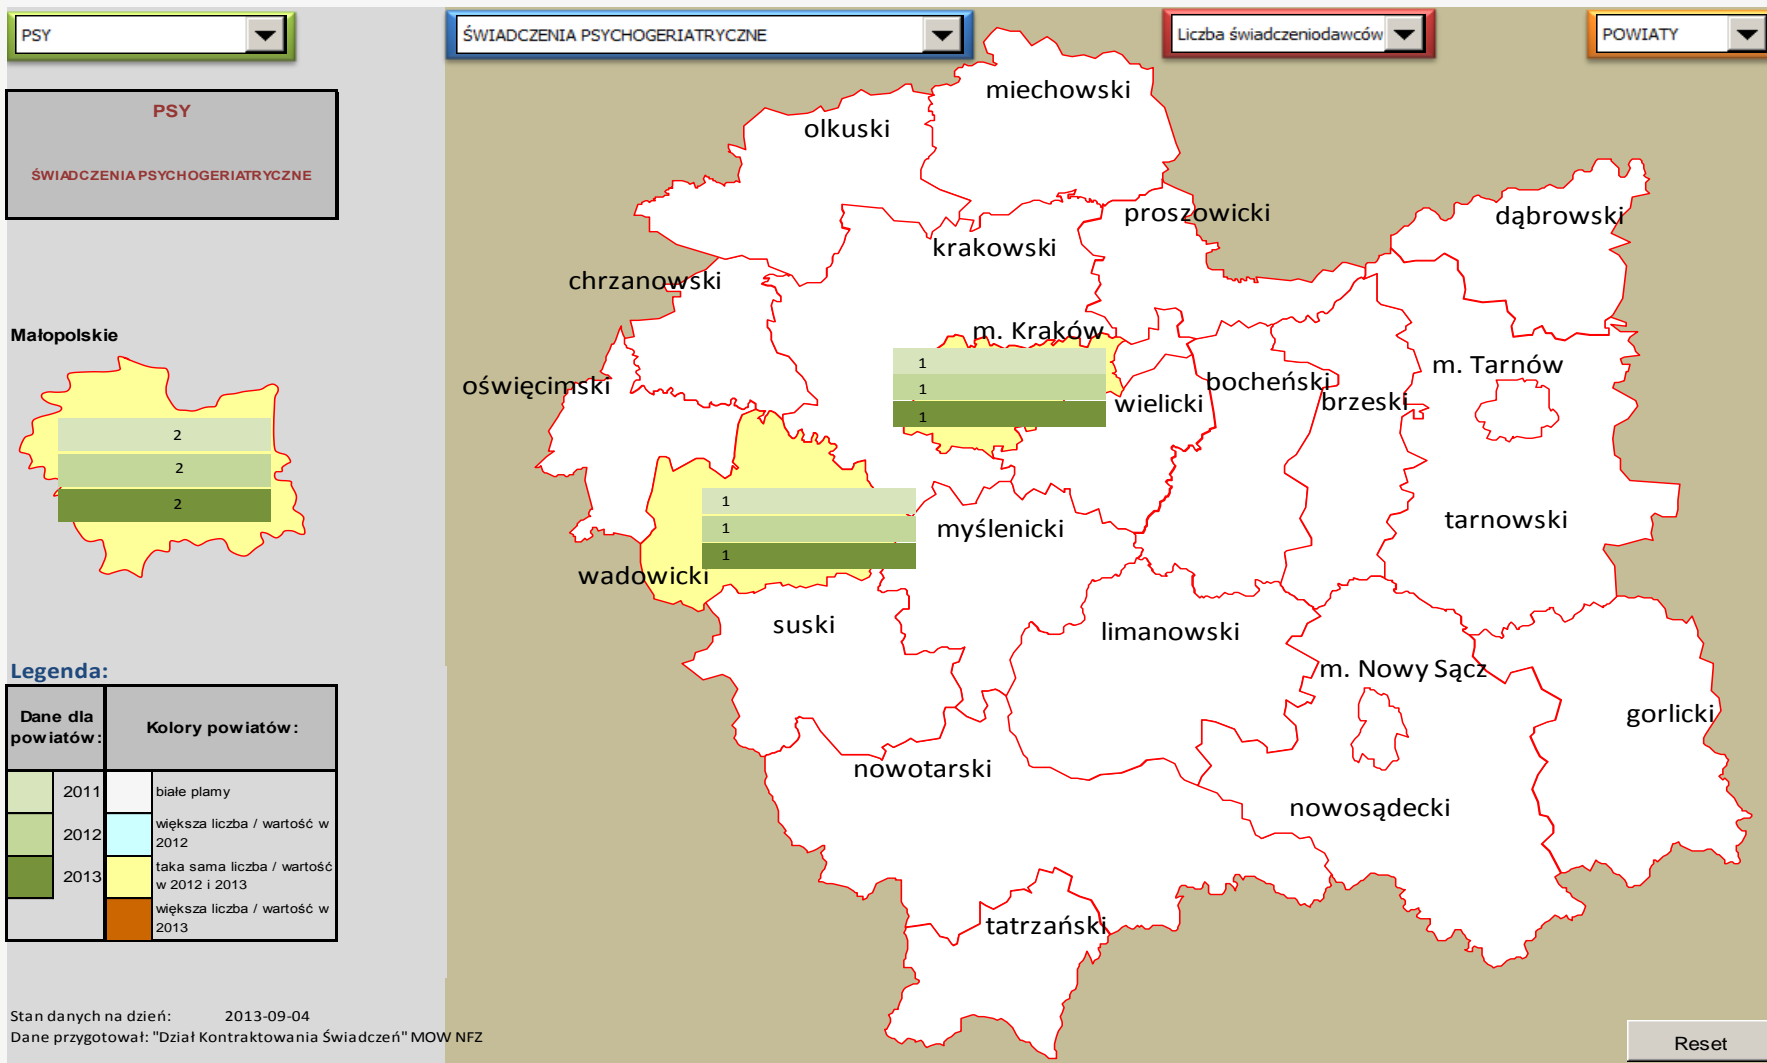 PSY
ŚWIADCZENIA PSYCHOGERIATRYCZNE
Liczba świadczeniodawców
POWIATY
PSY
ŚWIADCZENIA PSYCHOGERIATRYCZNE
Małopolskie
2
2
2
Legenda:
Dane dla powiatów:
Kolory powiatów:
2011
białe plamy
2012
większa liczba / wartość w
2012
2013
taka sama liczba / wartość
w 2012 i 2013
większa liczba / wartość w
2013
Stan danych na dzień: 2013-09-04
Dane przygotował: "Dział Kontraktowania Świadczeń" MOW NFZ
miechowski
olkuski
proszowicki
dąbrowski
krakowski
chrzanowski
m. Kraków
1
1
1
oświęcimski
wielicki
bocheński
brzeski
m. Tarnów
1
1
1
wadowicki
myślenicki
tarnowski
suski
limanowski
m. Nowy Sącz
gorlicki
nowotarski
nowosądecki
tatrzański
Reset